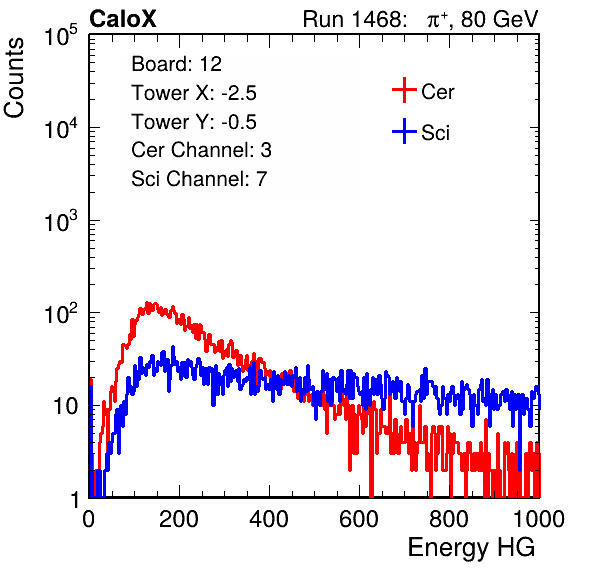 CaloX Run 1468: π⁺, 80 GeV
Counts
10⁵
10⁴
10³
10²
10
1
Board: 12
Tower X: -2.5
Tower Y: -0.5
Cer Channel: 3
Sci Channel: 7
Cer
Sci
0 200 400 600 800 1000
Energy HG